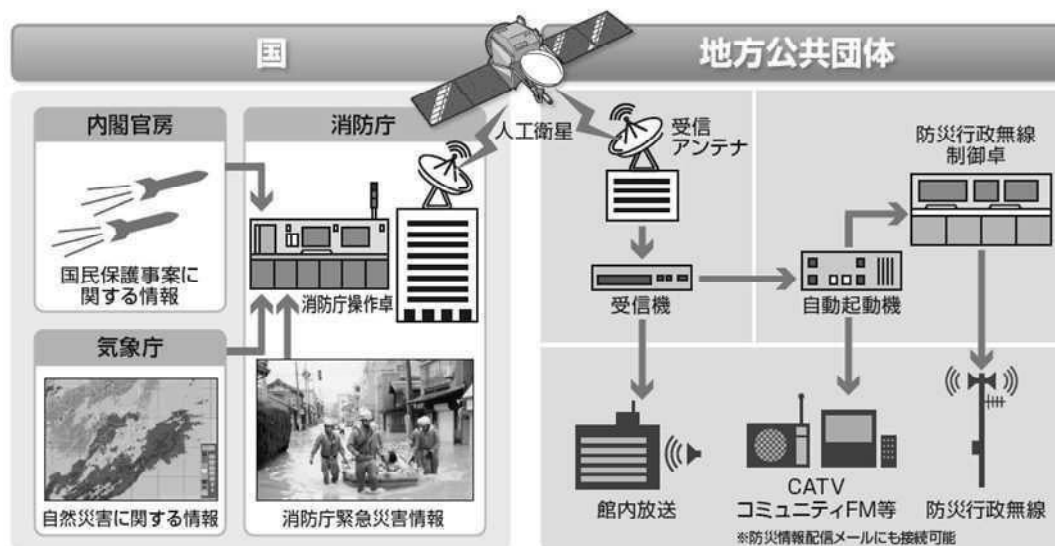 国
地方公共団体
内閣官房
国民保護事案に
関する情報
気象庁
自然災害に関する情報
消防庁
消防庁操作卓
消防庁緊急災害情報
人工衛星
受信
アンテナ
受信機
館内放送
自動起動機
CATV
コミュニティFM等
※防災情報配信メールにも接続可能
防災行政無線
制御卓
防災行政無線